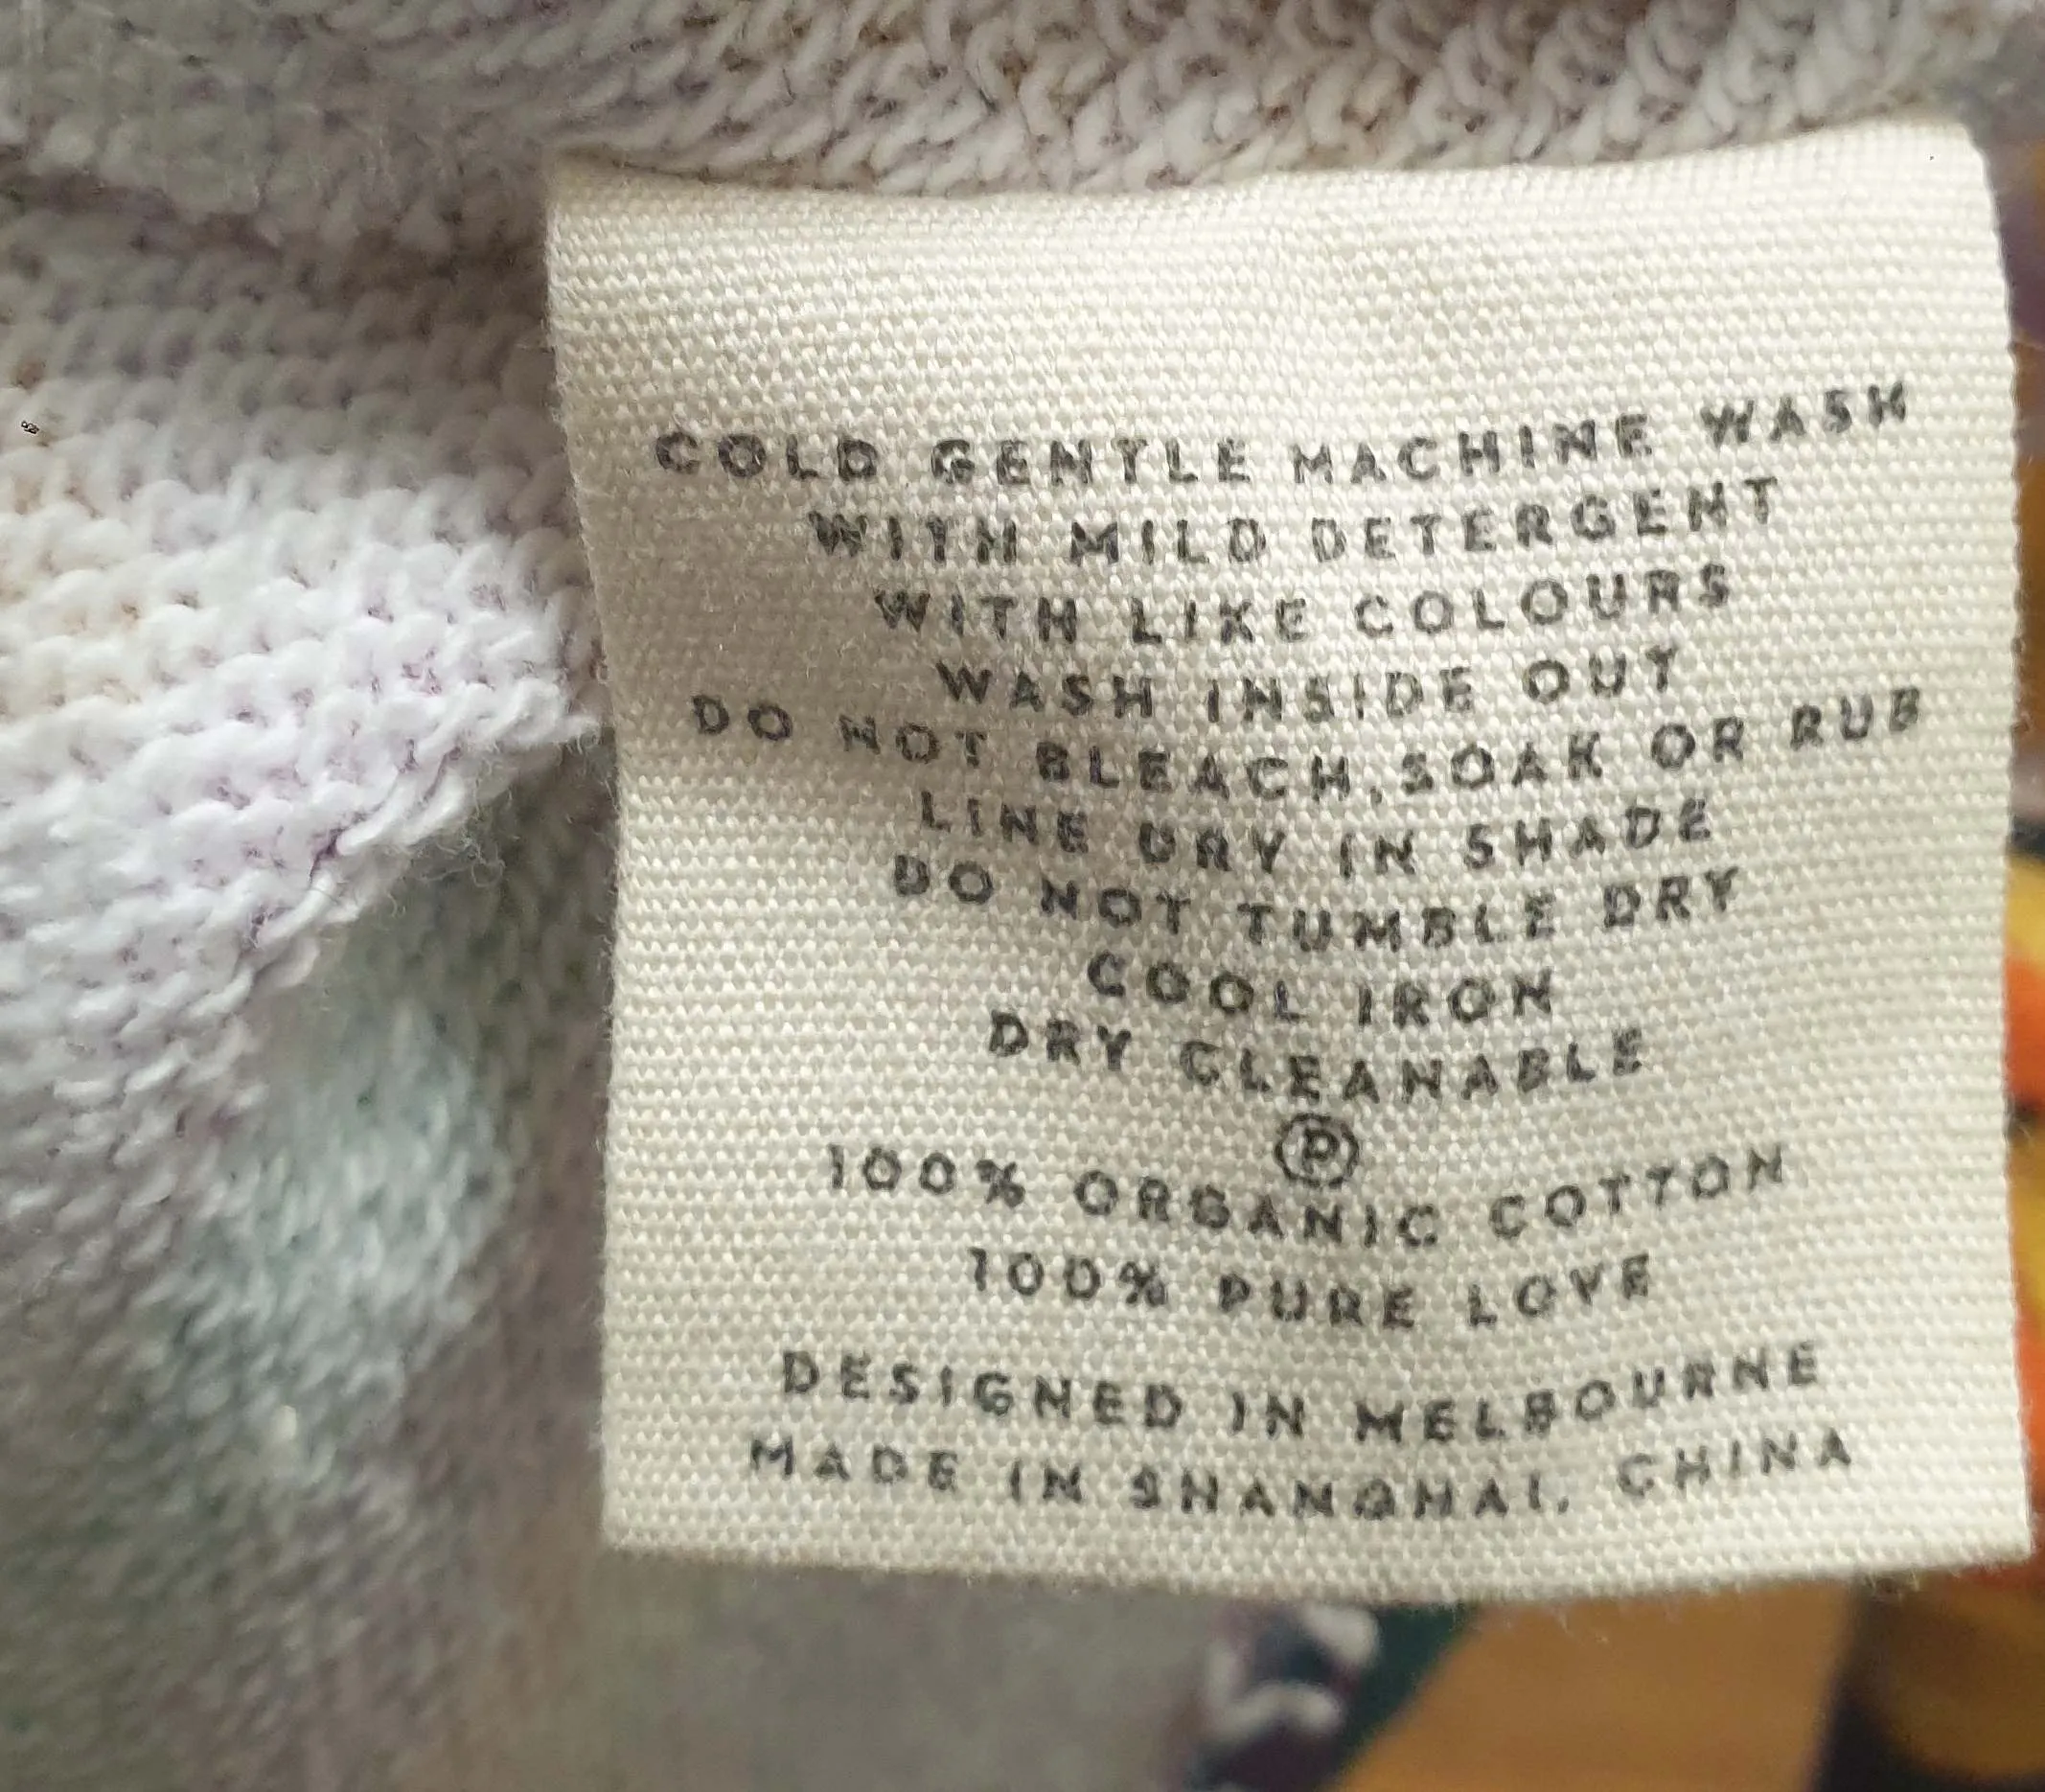 COLD GENTLE MACHINE WASH
WITH MILD DETERGENT
WITH LIKE COLOURS
WASH INSIDE OUT
DO NOT BLEACH, SOAK OR RUB
LINE DRY IN SHADE
DO NOT TUMBLE DRY
COOL IRON
DRY CLEANABLE
Ⓟ
100% ORGANIC COTTON
100% PURE LOVE
DESIGNED IN MELBOURNE
MADE IN SHANGHAI, CHINA